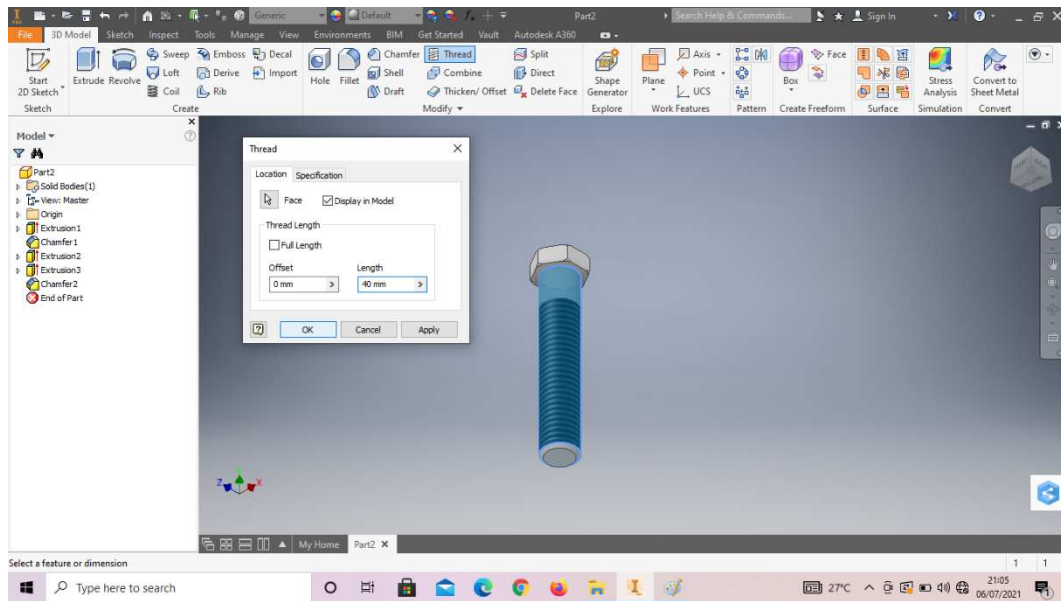 Generic Default Part2 Search Help & Commands... Sign In
File 3D Model Sketch Inspect Tools Manage View Environments BIM Get Started Vault Autodesk A360
Start 2D Sketch
Extrude Revolve
Sweep Emboss Decal
Loft Derive Import
Coil Rib
Hole Fillet
Chamfer Thread Split
Shell Combine Direct
Draft Thicken/ Offset Delete Face
Shape Generator
Plane
Axis
Point
UCS
Box
Face
Stress Analysis
Convert to Sheet Metal
Sketch Create Modify Explore Work Features Pattern Create Freeform Surface Simulation Convert
Model
Part2
Solid Bodies(1)
View: Master
Origin
Extrusion1
Chamfer1
Extrusion2
Extrusion3
Chamfer2
End of Part
Thread
Location Specification
Face Display in Model
Thread Length
Full Length
Offset Length
0 mm 40 mm
OK Cancel Apply
Z X
My Home Part2
Select a feature or dimension 1 1
Type here to search 27°C 21:05
06/07/2021